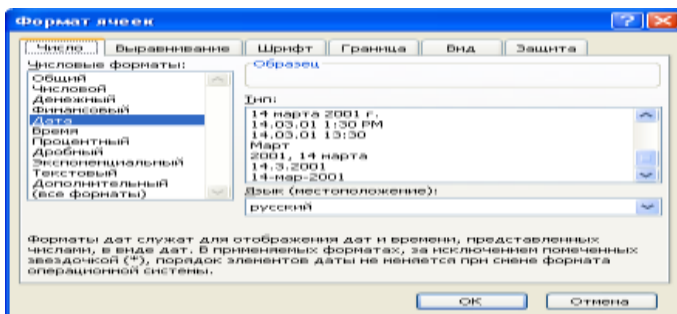 Формат ячеек
Число Выравнивание Шрифт Граница Вид Защита
Числовые форматы:
Общий
Числовой
Денежный
Финансовый
Дата
Время
Процентный
Дробный
Экспоненциальный
Текстовый
Дополнительный
(все форматы)
Образец
Тип:
14 марта 2001 г.
14.03.01 1:30 PM
14.03.01 13:30
Март
2001, 14 марта
14.3.2001
14-мар-2001
Язык (местоположение):
русский
Форматы дат служат для отображения дат и времени, представленных
числами, в виде дат. В применяемых форматах, за исключением помеченных
звездочкой (*), порядок элементов даты не меняется при смене формата
операционной системы.
OK Отмена